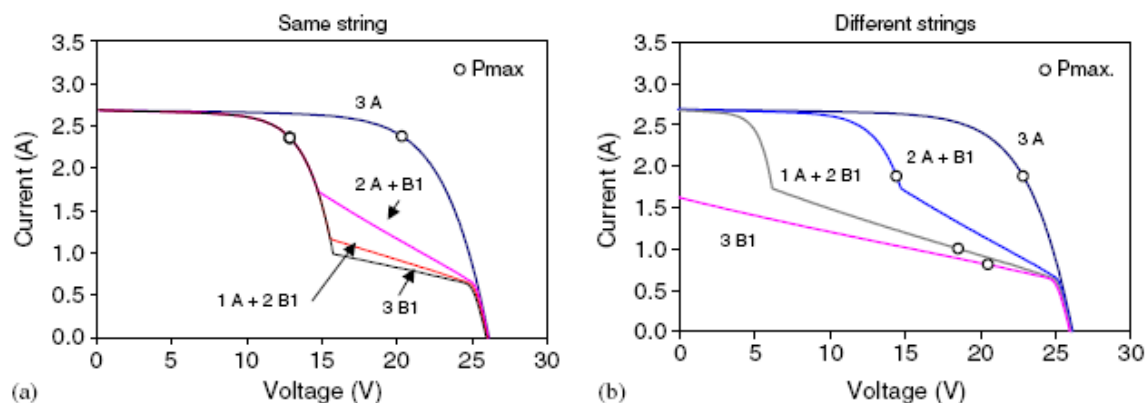 Same string
3.5
3.0
2.5
2.0
1.5
1.0
0.5
0.0
Current (A)
Pmax
3 A
2 A + B1
1 A + 2 B1
3 B1
0 5 10 15 20 25 30
(a)
Voltage (V)
Different strings
3.5
3.0
2.5
2.0
1.5
1.0
0.5
0.0
Current (A)
Pmax.
3 A
2 A + B1
1 A + 2 B1
3 B1
0 5 10 15 20 25 30
(b)
Voltage (V)